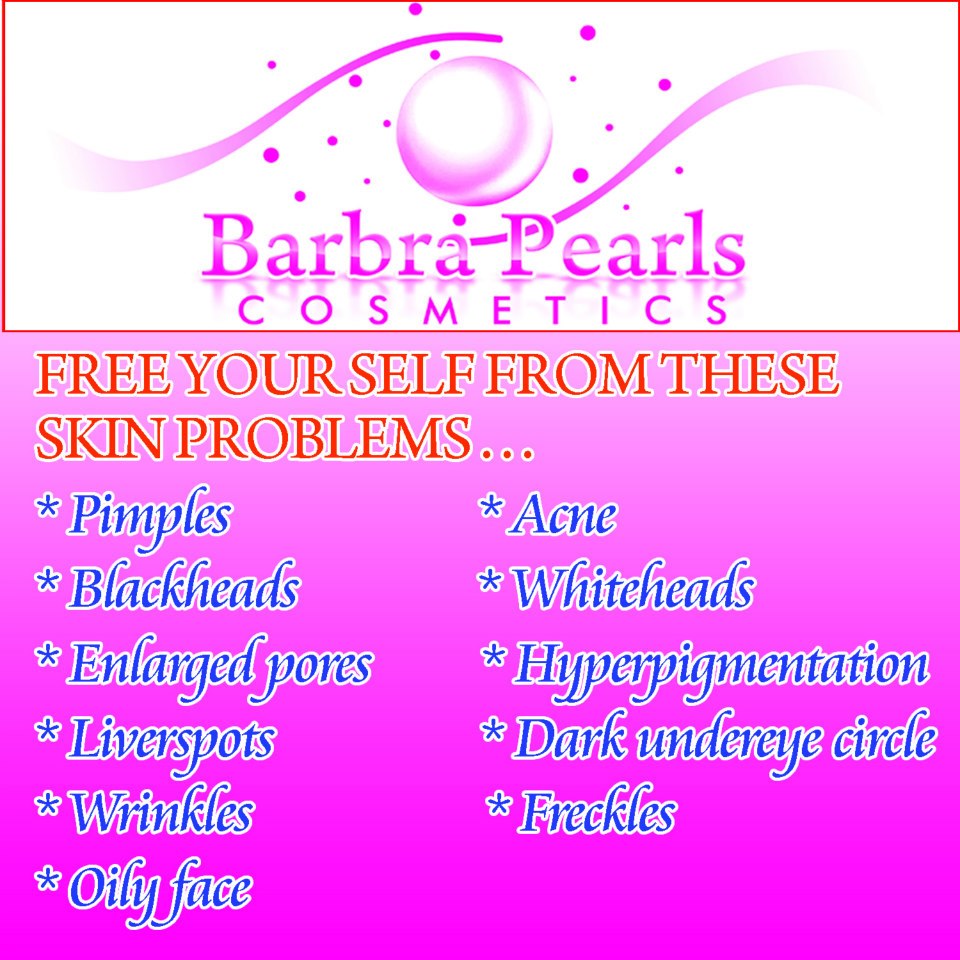 Barbra Pearls
COSMETICS
FREE YOUR SELF FROM THESE
SKIN PROBLEMS . . .
* Pimples
* Blackheads
* Enlarged pores
* Liverspots
* Wrinkles
* Oily face
* Acne
* Whiteheads
* Hyperpigmentation
* Dark undereye circle
* Freckles